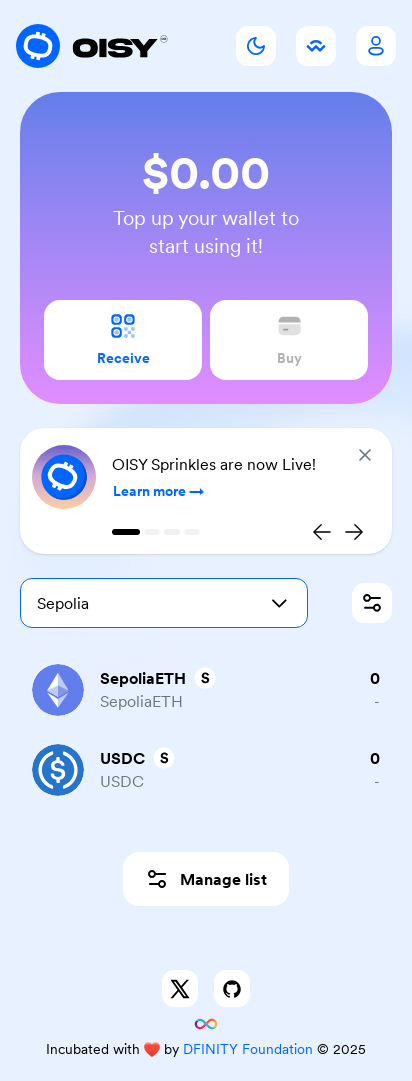 OISY
$0.00
Top up your wallet to
start using it!
Receive
Buy
OISY Sprinkles are now Live!
Learn more
Sepolia
SepoliaETH S
0
SepoliaETH
-
USDC S
0
USDC
-
Manage list
Incubated with ❤️ by DFINITY Foundation © 2025